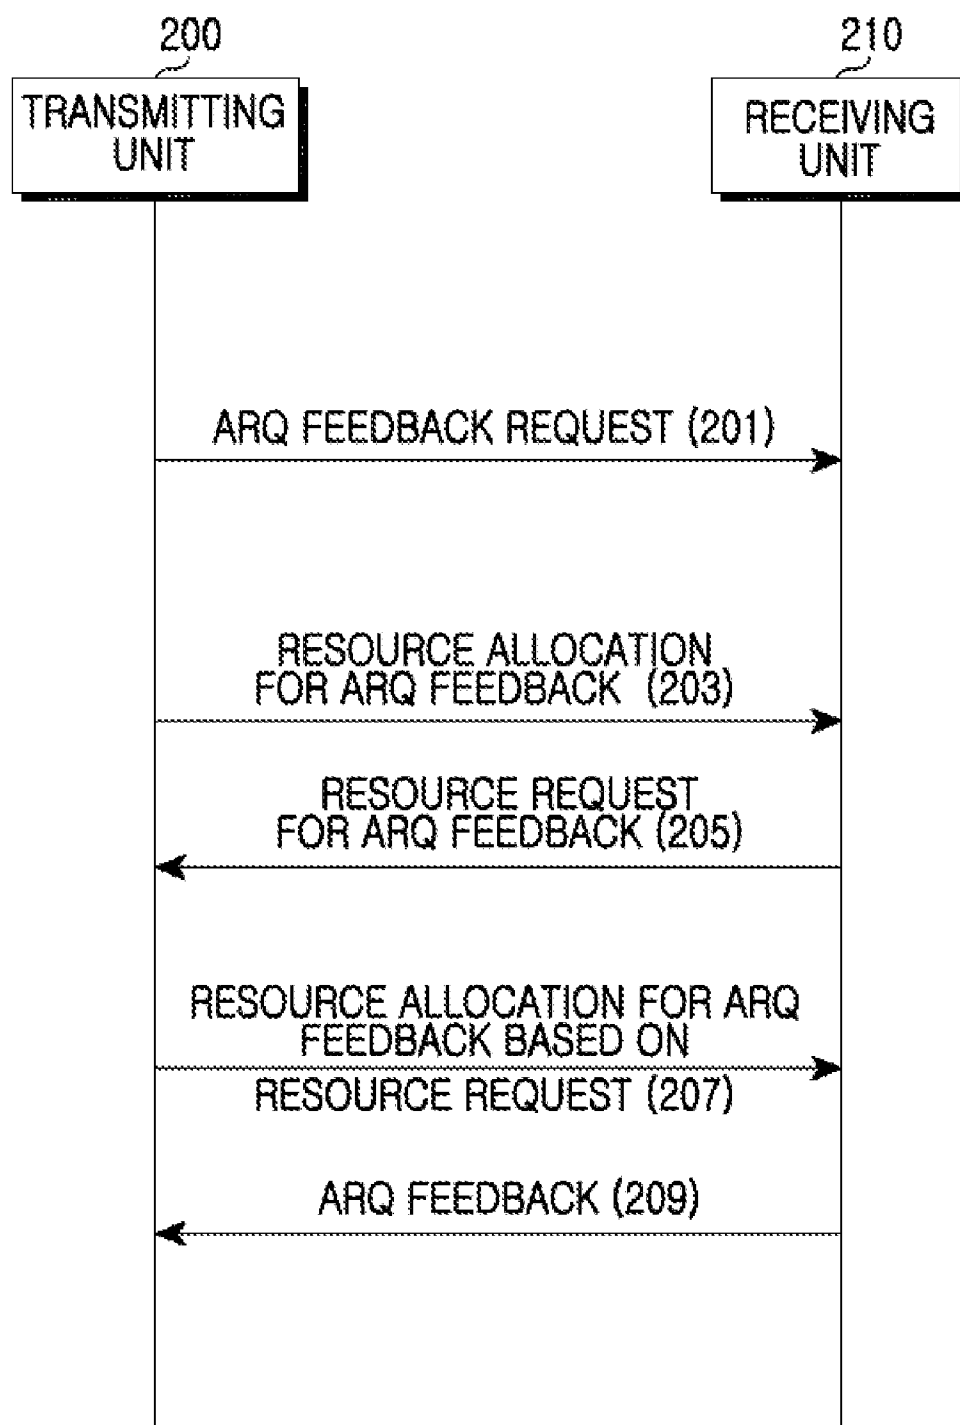 200
210
TRANSMITTING
UNIT
RECEIVING
UNIT
ARQ FEEDBACK REQUEST (201)
RESOURCE ALLOCATION
FOR ARQ FEEDBACK (203)
RESOURCE REQUEST
FOR ARQ FEEDBACK (205)
RESOURCE ALLOCATION FOR ARQ
FEEDBACK BASED ON
RESOURCE REQUEST (207)
ARQ FEEDBACK (209)